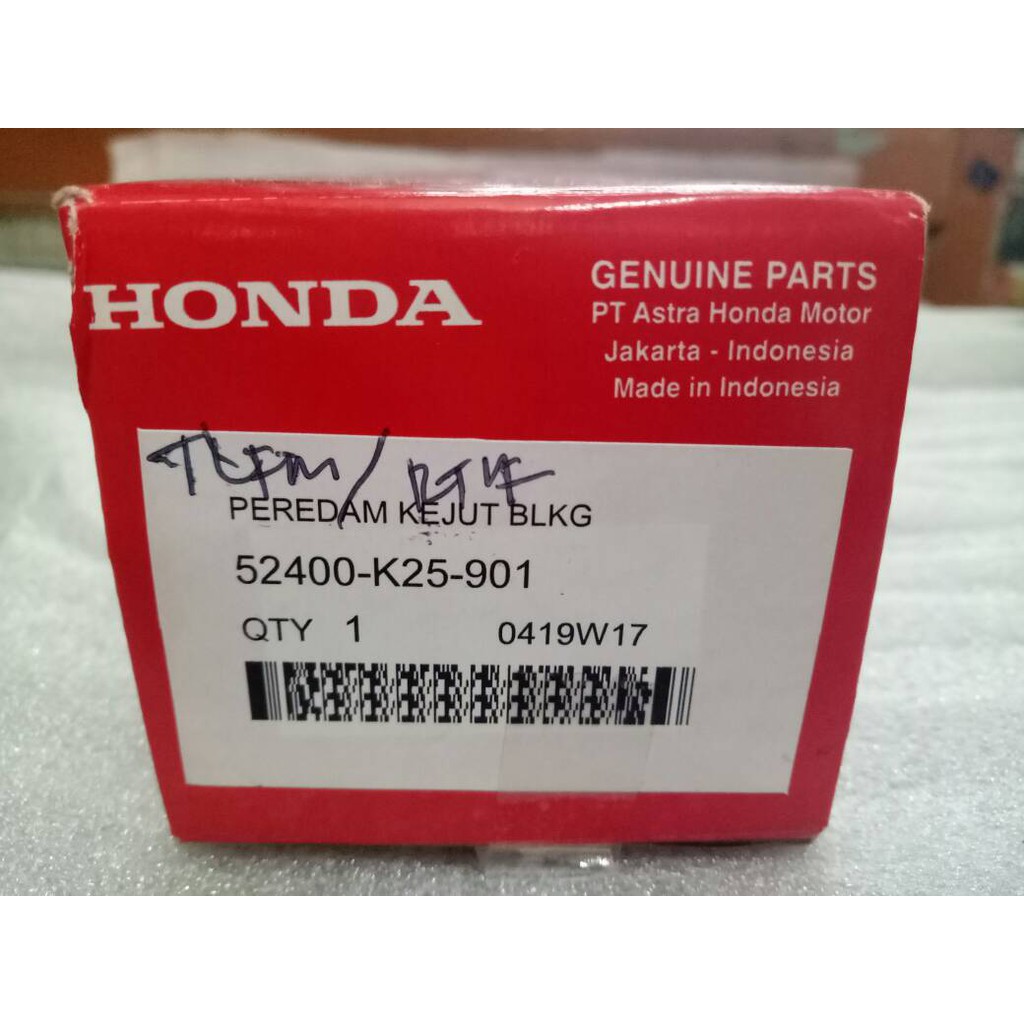 HONDA
GENUINE PARTS
PT Astra Honda Motor
Jakarta - Indonesia
Made in Indonesia
PEREDAM KEJUT BLKG
52400-K25-901
QTY 1 0419W17